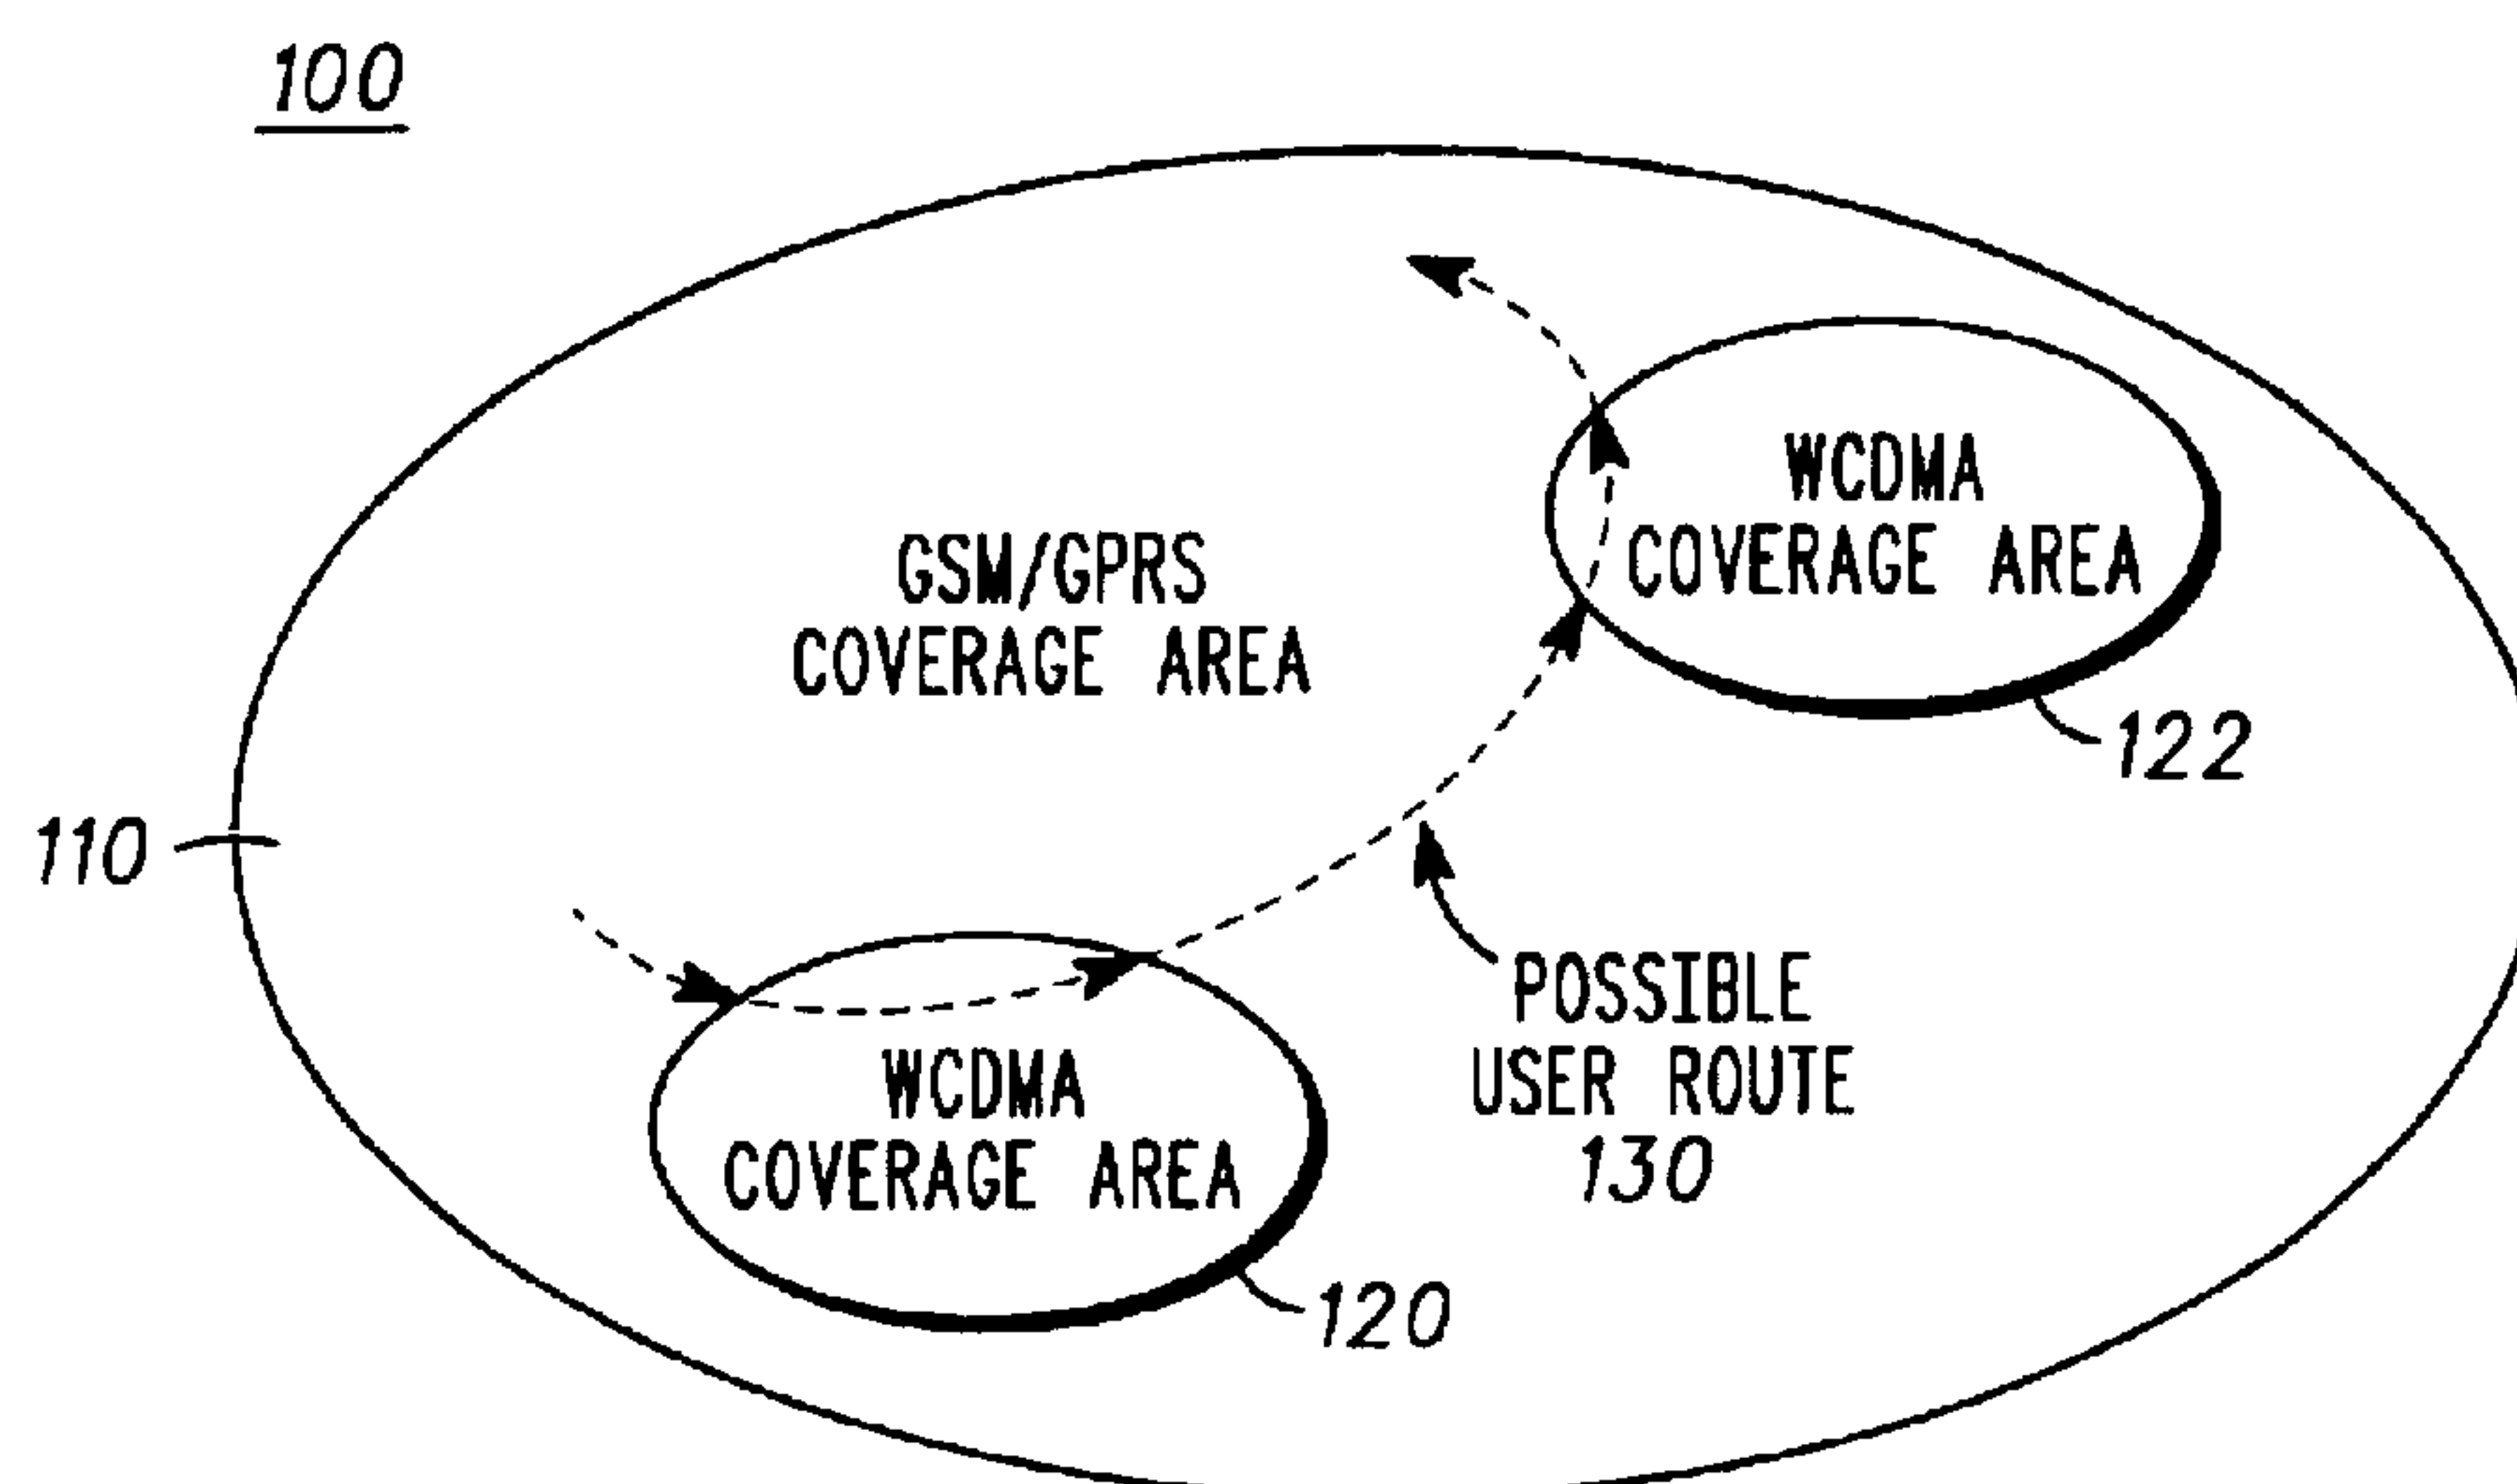 100
WCDMA
COVERAGE AREA
GSM/GPRS
COVERAGE AREA
122
110
POSSIBLE
USER ROUTE
130
WCDMA
COVERAGE AREA
120